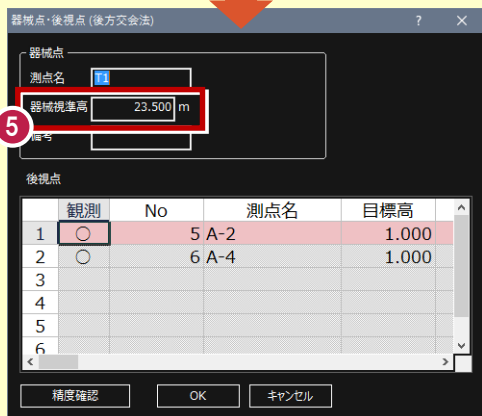 器械点・後視点 (後方交会法) ? ×
器械点
測点名 T1
器械視準高 23.500 m
5
備考
後視点
観測 No 測点名 目標高
1 ○ 5 A-2 1.000
2 ○ 6 A-4 1.000
3
4
5
6
精度確認 OK キャンセル